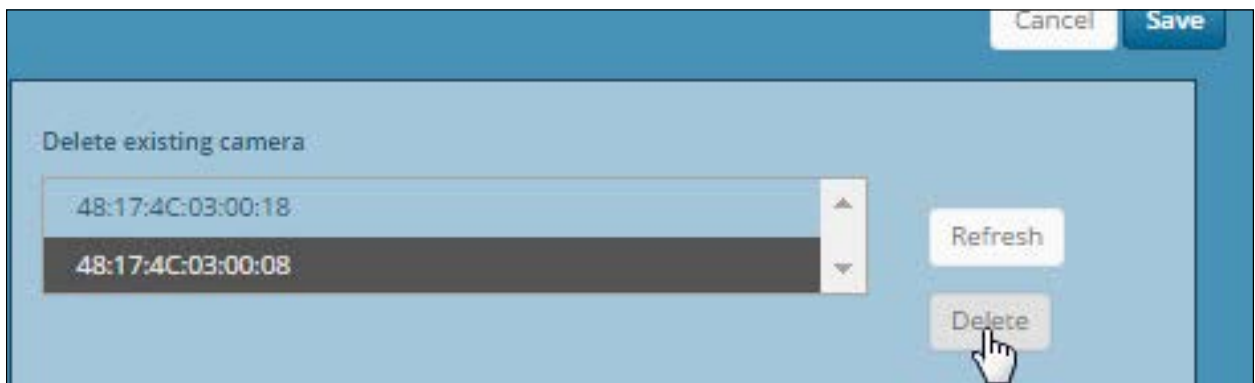 Cancel Save
Delete existing camera
48:17:4C:03:00:18
48:17:4C:03:00:08
Refresh
Delete